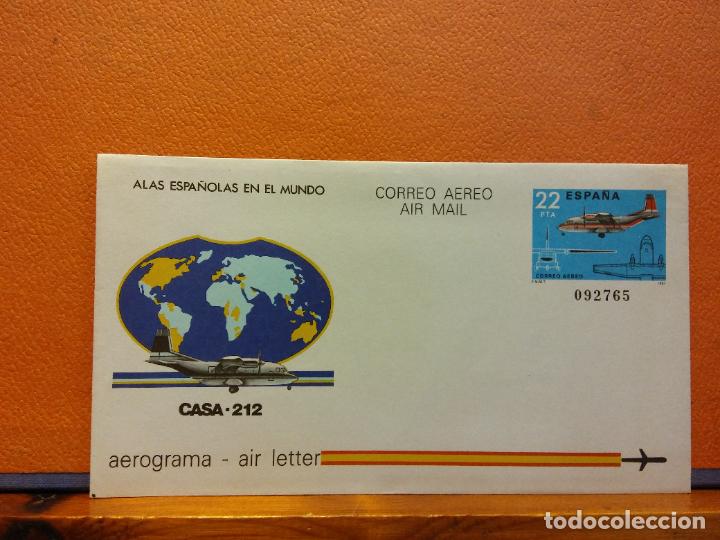 ALAS ESPAÑOLAS EN EL MUNDO
CORREO AEREO
AIR MAIL
22
PTA
ESPAÑA
CORREO AEREO
F.N.M.T.
092765
CASA-212
aerograma - air letter
todocoleccion